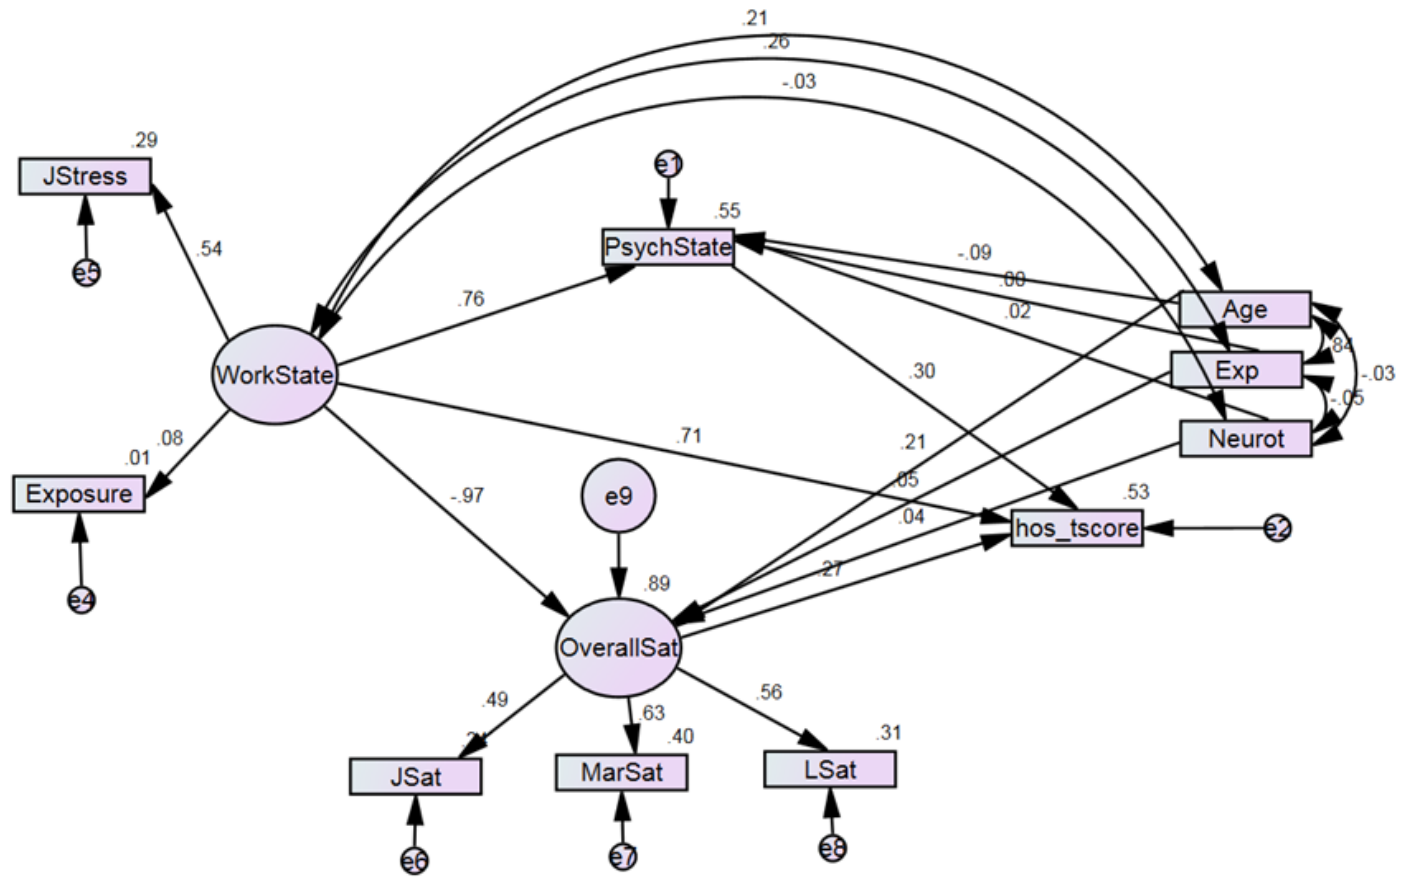 .21
.26
-.03
.29
JStress
e1
.55
.54
PsychState
e5
-.09
.00
.02
.76
Age
.84
WorkState
Exp
.30
-.03
-.05
Neurot
.08
.71
.21
.01
Exposure
-.97
e9
.05
.53
.04
hos_tscore
e2
.27
.89
e4
OverallSat
.49
.63
.56
.40
.31
JSat
MarSat
LSat
e6
e7
e8